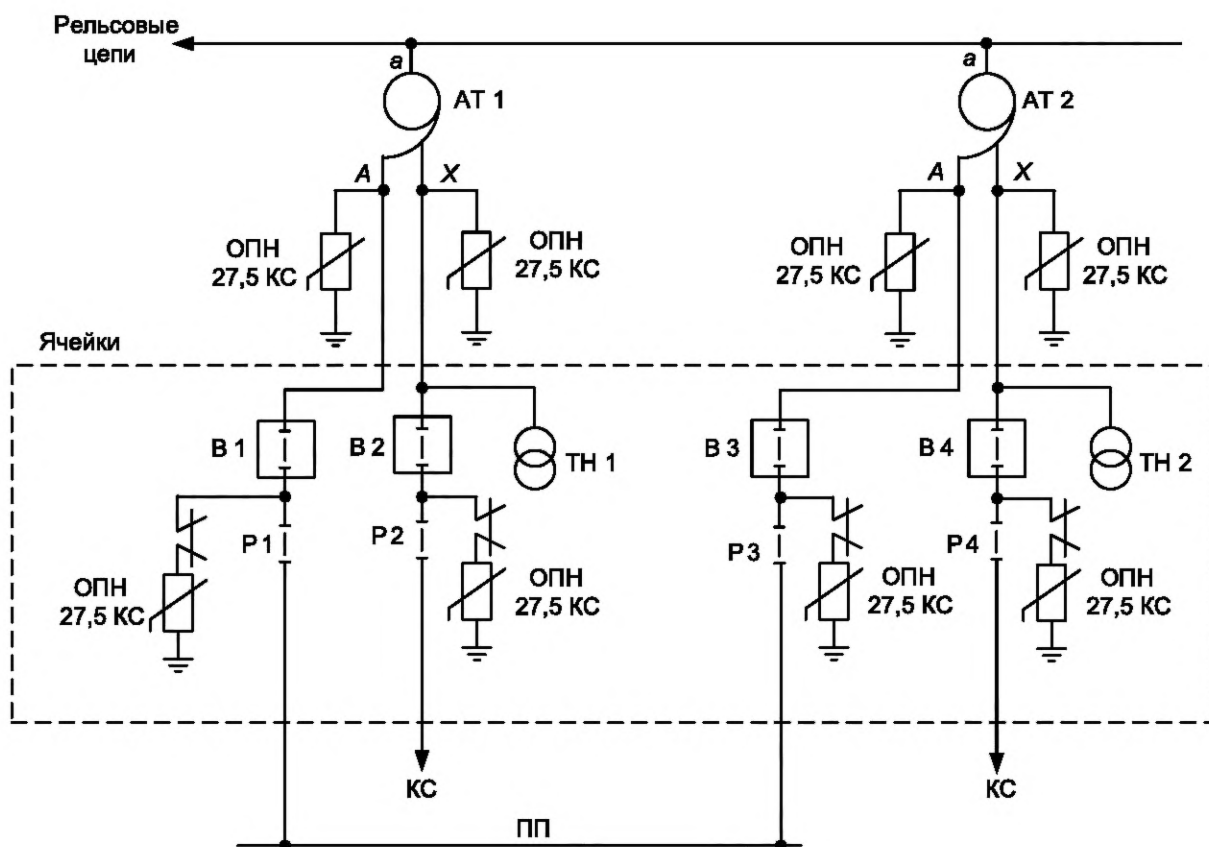 Рельсовые
цепи
а
а
АТ 1
АТ 2
А
Х
А
Х
ОПН
27,5 КС
ОПН
27,5 КС
ОПН
27,5 КС
ОПН
27,5 КС
Ячейки
В 1
В 2
ТН 1
В 3
В 4
ТН 2
Р 1
Р 2
Р 3
Р 4
ОПН
27,5 КС
ОПН
27,5 КС
ОПН
27,5 КС
ОПН
27,5 КС
КС
КС
ПП